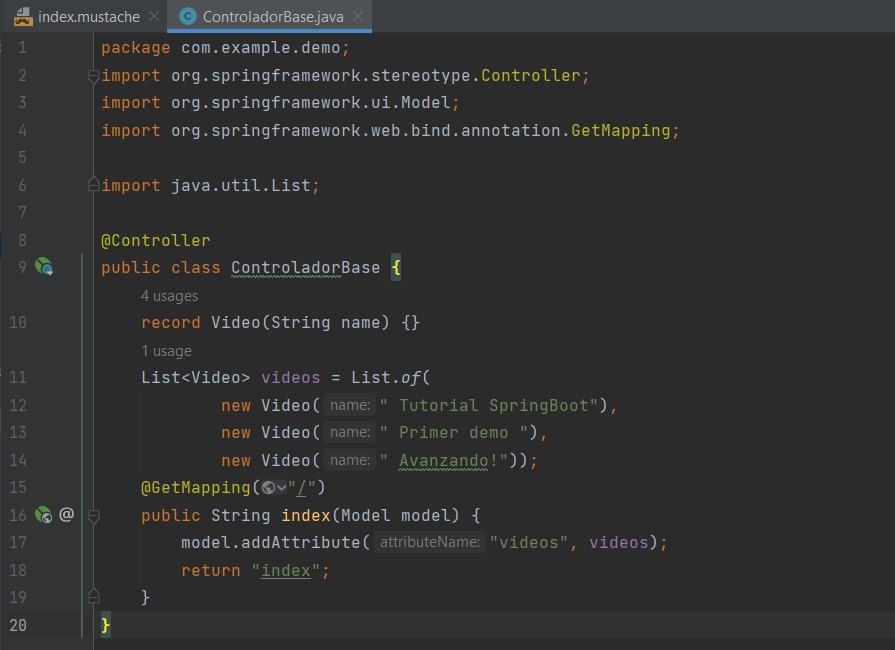 index.mustache
ControladorBase.java
1 package com.example.demo;
2 import org.springframework.stereotype.Controller;
3 import org.springframework.ui.Model;
4 import org.springframework.web.bind.annotation.GetMapping;
5
6 import java.util.List;
7
8 @Controller
9 public class ControladorBase {
4 usages
10 record Video(String name) {}
1 usage
11 List<Video> videos = List.of(
12 new Video( name: " Tutorial SpringBoot"),
13 new Video( name: " Primer demo "),
14 new Video( name: " Avanzando!"));
15 @GetMapping("/")
16 @ public String index(Model model) {
17 model.addAttribute( attributeName: "videos", videos);
18 return "index";
19 }
20 }